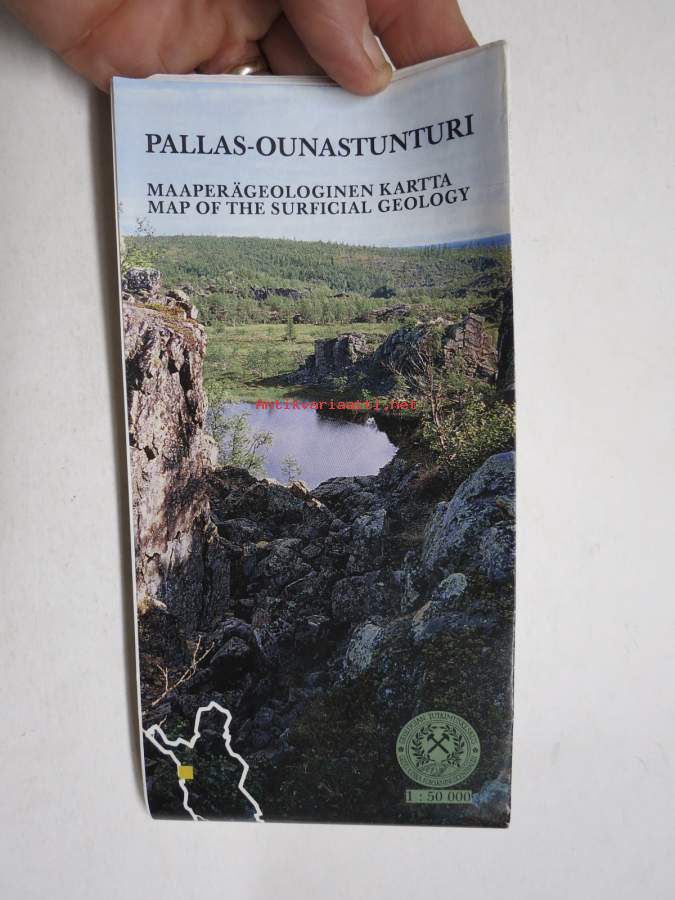 PALLAS-OUNASTUNTURI
MAAPERÄGEOLOGINEN KARTTA
MAP OF THE SURFICIAL GEOLOGY
Antikvariaatti.net
1 : 50 000